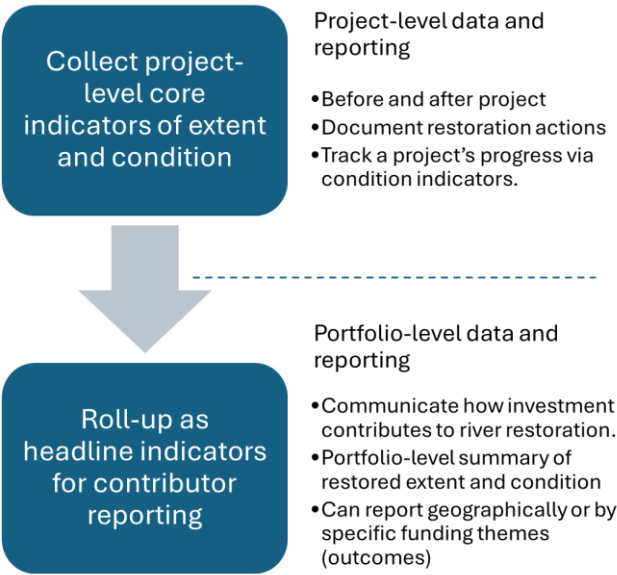 Collect project-
level core
indicators of extent
and condition
Project-level data and
reporting
•Before and after project
•Document restoration actions
•Track a project's progress via
condition indicators.
Roll-up as
headline indicators
for contributor
reporting
Portfolio-level data and
reporting
•Communicate how investment
contributes to river restoration.
•Portfolio-level summary of
restored extent and condition
•Can report geographically or by
specific funding themes
(outcomes)